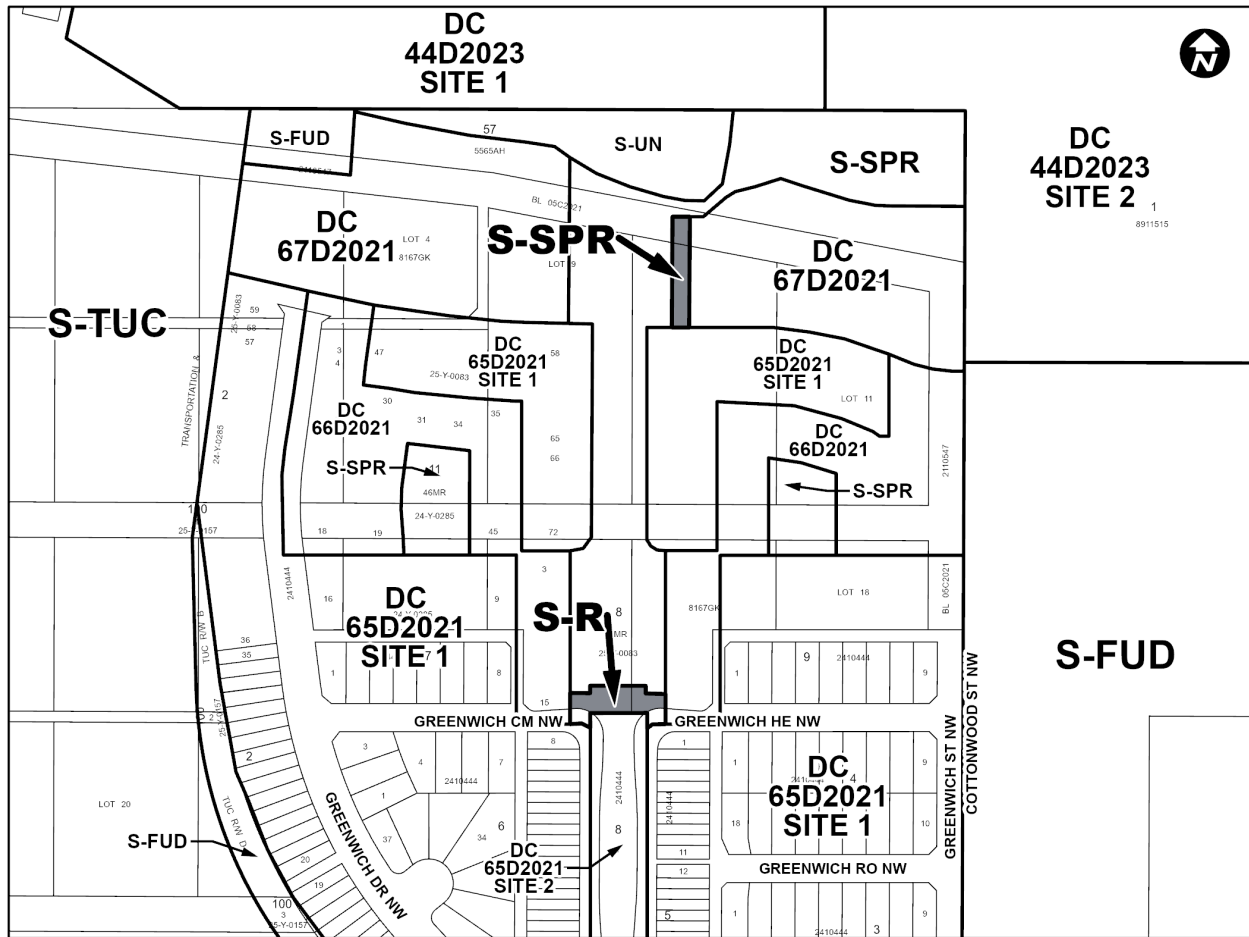 DC
44D2023
SITE 1
N
S-FUD
57
5565AH
S-UN
S-SPR
DC
44D2023
SITE 2
1
8911515
BL 05C2021
DC
67D2021
LOT 4
8167GK
S-SPR
LOT 9
DC
67D2021
S-TUC
25-Y-0083
59
58
57
3
4
47
DC
65D2021
SITE 1
58
25-Y-0083
DC
65D2021
SITE 1
LOT 11
TRANSPORTATION &
2
24-Y-0285
30
31
34
35
DC
66D2021
65
66
DC
66D2021
S-SPR
11
46MR
24-Y-0285
S-SPR
2110547
100
1
25-Y-0157
18
19
45
72
2410444
16
DC
65D2021
SITE 1
9
3
8
8167GK
LOT 18
BL 05C2021
S-R
MR
25-Y-0083
TUC R/W B
36
35
1
7
8
15
1
9
2410444
9
S-FUD
GREENWICH CM NW
GREENWICH HE NW
GREENWICH ST NW
COTTONWOOD ST NW
100
2
25-Y-0157
2
3
4
2410444
7
1
8
1
1
DC
65D2021
SITE 1
4
9
18
10
LOT 20
TUC R/W D
S-FUD
GREENWICH DR NW
37
34
6
2410444
8
2410444
DC
65D2021
SITE 2
11
12
GREENWICH RO NW
20
19
100
3
25-Y-0157
5
1
2410444
3
9